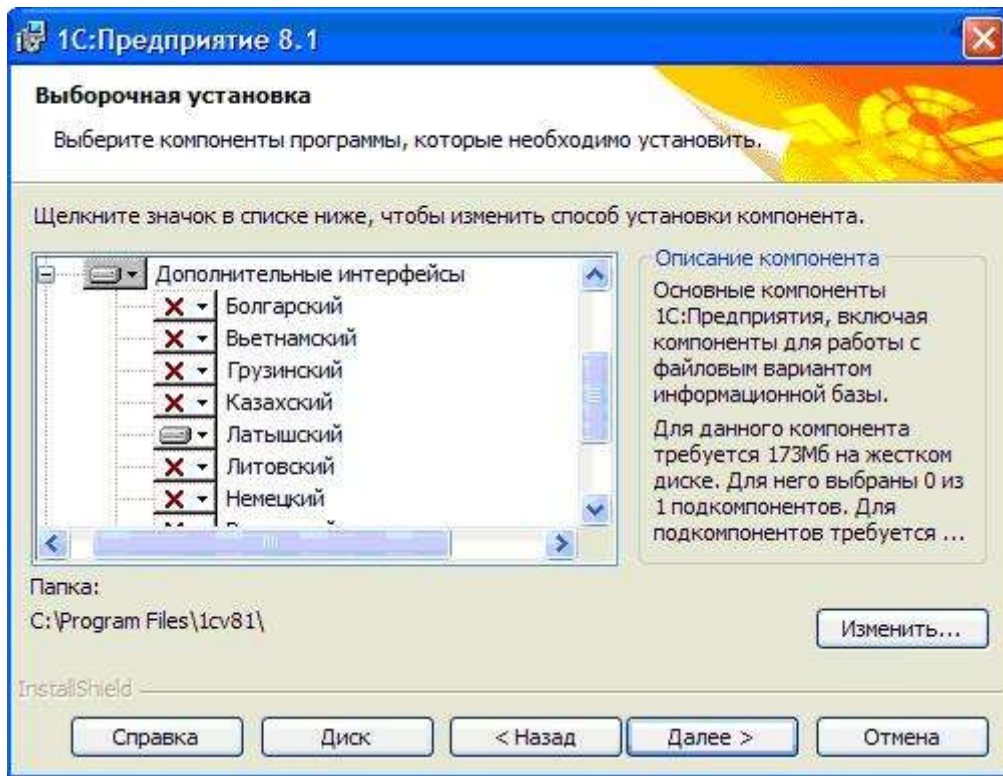 1С:Предприятие 8.1
Выборочная установка
Выберите компоненты программы, которые необходимо установить.
Щелкните значок в списке ниже, чтобы изменить способ установки компонента.
Дополнительные интерфейсы
Болгарский
Вьетнамский
Грузинский
Казахский
Латышский
Литовский
Немецкий
Описание компонента
Основные компоненты
1С:Предприятия, включая
компоненты для работы с
файловым вариантом
информационной базы.
Для данного компонента
требуется 173Мб на жестком
диске. Для него выбраны 0 из
1 подкомпонентов. Для
подкомпонентов требуется ...
Папка:
C:\Program Files\1cv81\
Изменить...
InstallShield
Справка
Диск
< Назад
Далее >
Отмена